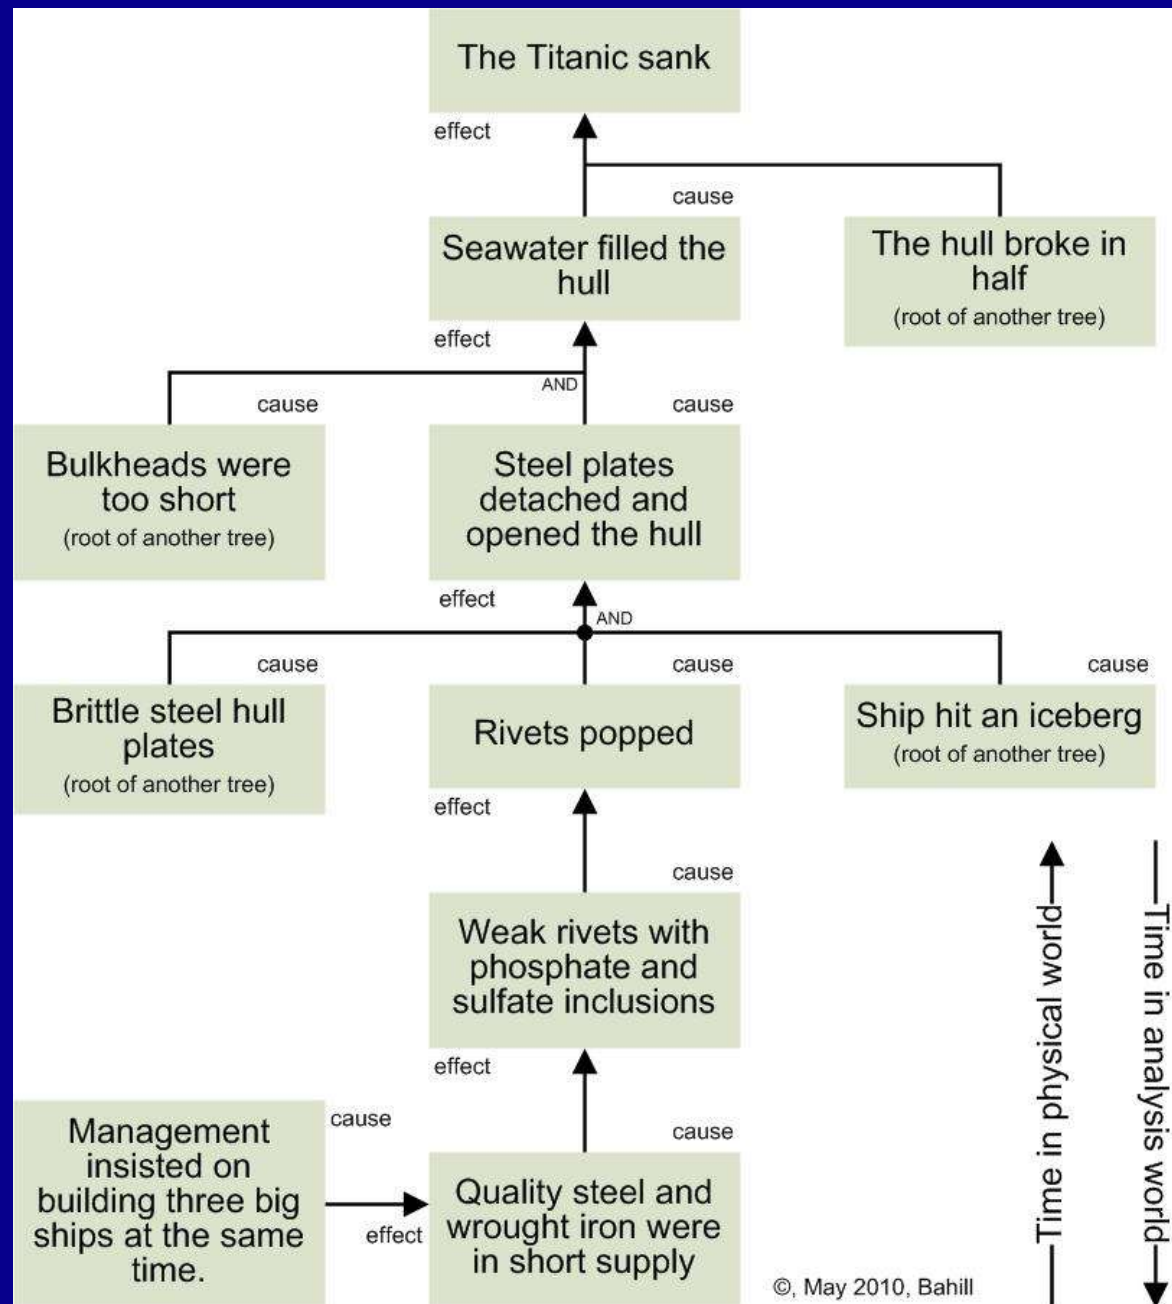 The Titanic sank
effect
cause
Seawater filled the
hull
The hull broke in
half
(root of another tree)
effect
AND
cause
cause
Bulkheads were
too short
(root of another tree)
Steel plates
detached and
opened the hull
effect
AND
cause
cause
cause
Brittle steel hull
plates
(root of another tree)
Rivets popped
Ship hit an iceberg
(root of another tree)
effect
cause
Weak rivets with
phosphate and
sulfate inclusions
effect
cause
cause
Management
insisted on
building three big
ships at the same
time.
effect
Quality steel and
wrought iron were
in short supply
Time in physical world
Time in analysis world
©, May 2010, Bahill